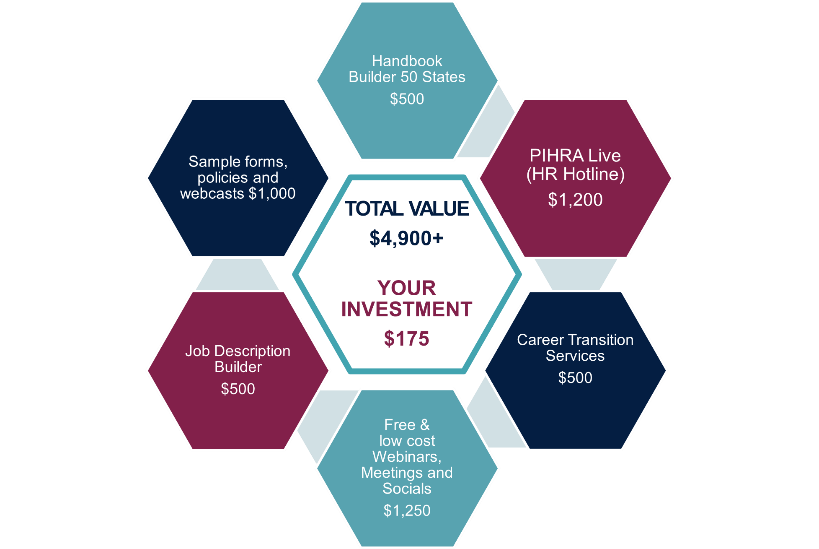 Handbook
Builder 50 States
$500
PIHRA Live
(HR Hotline)
$1,200
Sample forms,
policies and
webcasts $1,000
TOTAL VALUE
$4,900+
YOUR
INVESTMENT
$175
Career Transition
Services
$500
Job Description
Builder
$500
Free &
low cost
Webinars,
Meetings and
Socials
$1,250